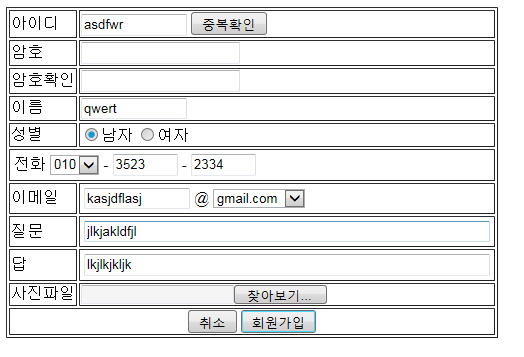 아이디 asdfwr 중복확인
암호
암호확인
이름 qwert
성별 남자 여자
전화 010 - 3523 - 2334
이메일 kasjdflasj @ gmail.com
질문 jlkjakldfjl
답 lkjlkjkljk
사진파일 찾아보기...
취소 회원가입